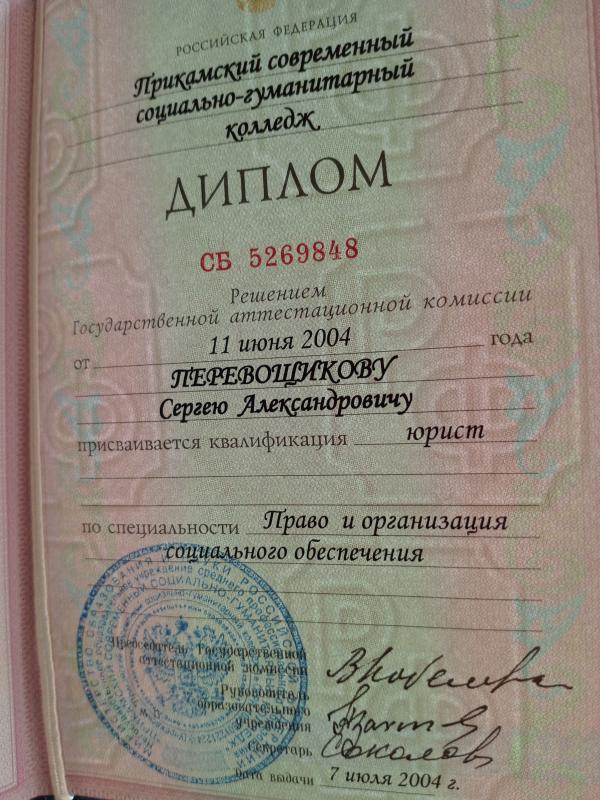 РОССИЙСКАЯ ФЕДЕРАЦИЯ
Прикамский современный
социально-гуманитарный
колледж
ДИПЛОМ
СБ 5269848
Решением
Государственной аттестационной комиссии
от 11 июня 2004 года
ПЕРЕВОЩИКОВУ
Сергею Александровичу
присваивается квалификация юрист
по специальности Право и организация
социального обеспечения
Председатель Государственной
аттестационной комиссии
Руководитель
образовательного
учреждения
Секретарь
Дата выдачи 7 июля 2004 г.